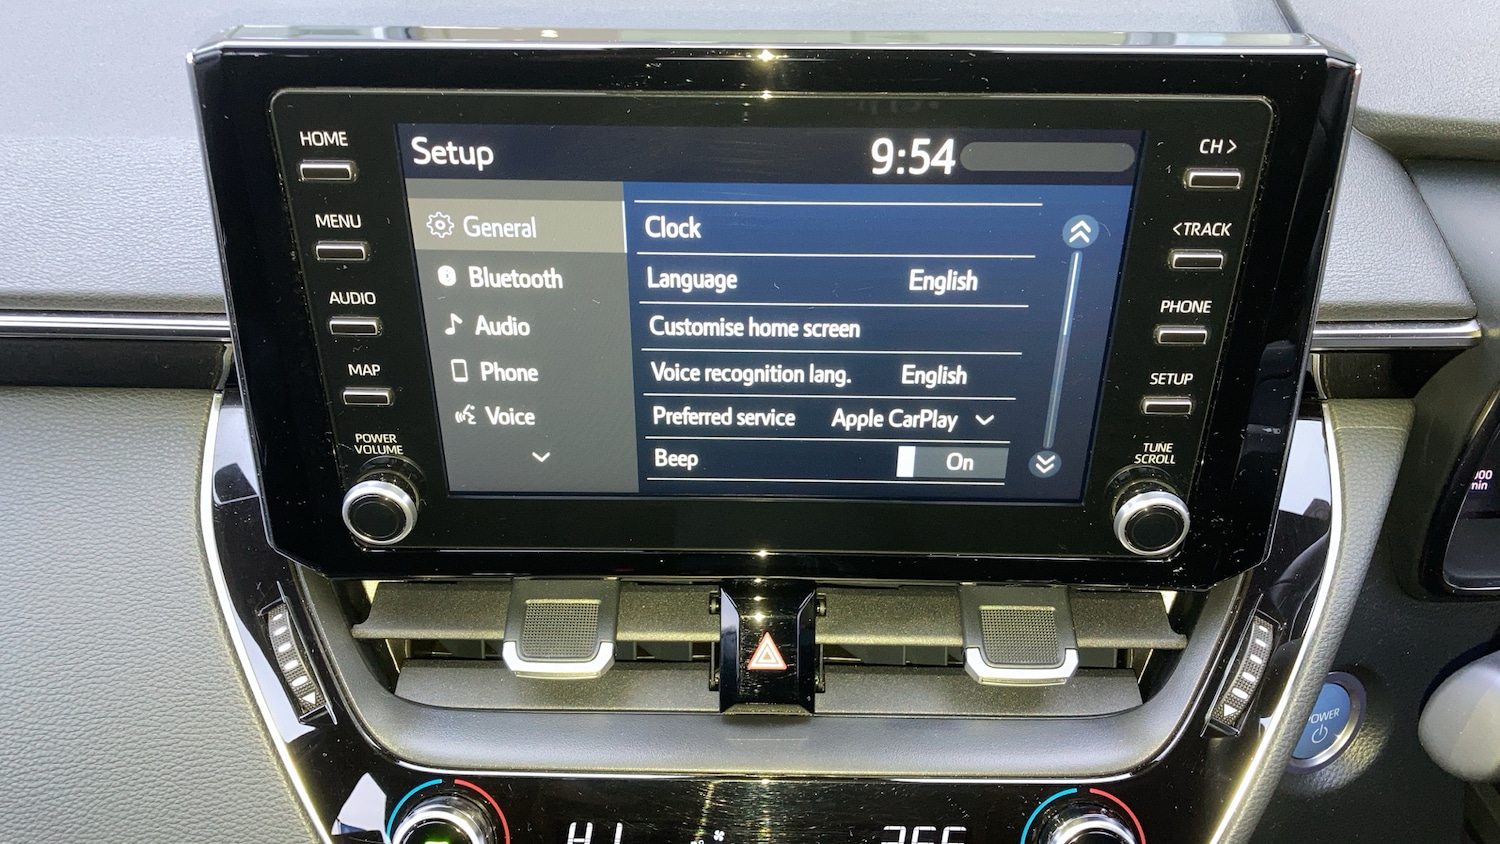 HOME
MENU
AUDIO
MAP
POWER
VOLUME
Setup
9:54
General
Bluetooth
Audio
Phone
Voice
Clock
Language English
Customise home screen
Voice recognition lang. English
Preferred service Apple CarPlay
Beep On
CH >
< TRACK
PHONE
SETUP
TUNE
SCROLL
POWER
HI